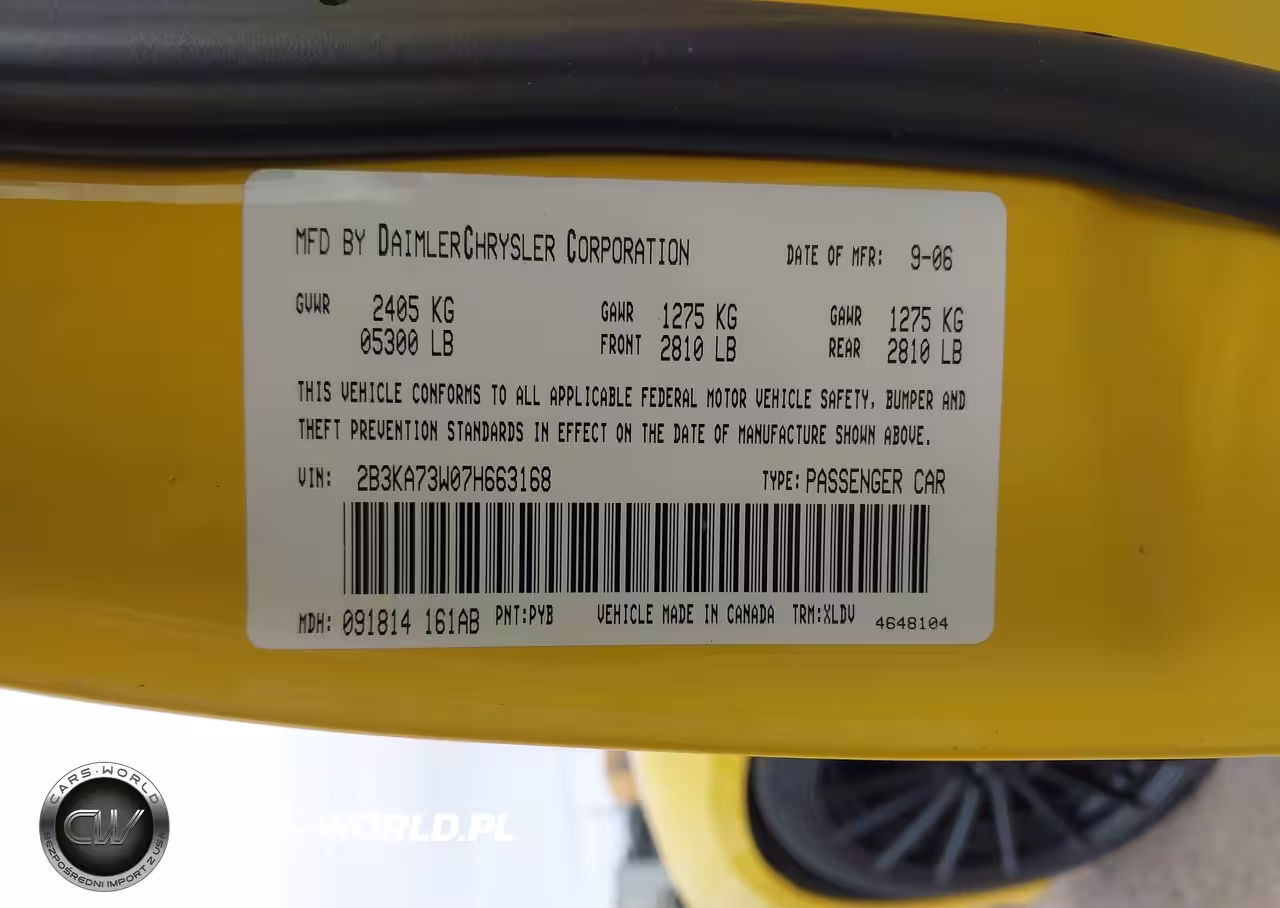 MFD BY DAIMLERCHRYSLER CORPORATION DATE OF MFR: 9-06
GVWR 2405 KG GAWR 1275 KG GAWR 1275 KG
05300 LB FRONT 2810 LB REAR 2810 LB
THIS VEHICLE CONFORMS TO ALL APPLICABLE FEDERAL MOTOR VEHICLE SAFETY, BUMPER AND
THEFT PREVENTION STANDARDS IN EFFECT ON THE DATE OF MANUFACTURE SHOWN ABOVE.
VIN: 2B3KA73W07H663168 TYPE: PASSENGER CAR
MDH: 091814 161AB PNT:PYB VEHICLE MADE IN CANADA TRM:XLDV 4648104
CARS-WORLD
CW
BEZPOŚREDNI IMPORT Z USA
-WORLD.PL